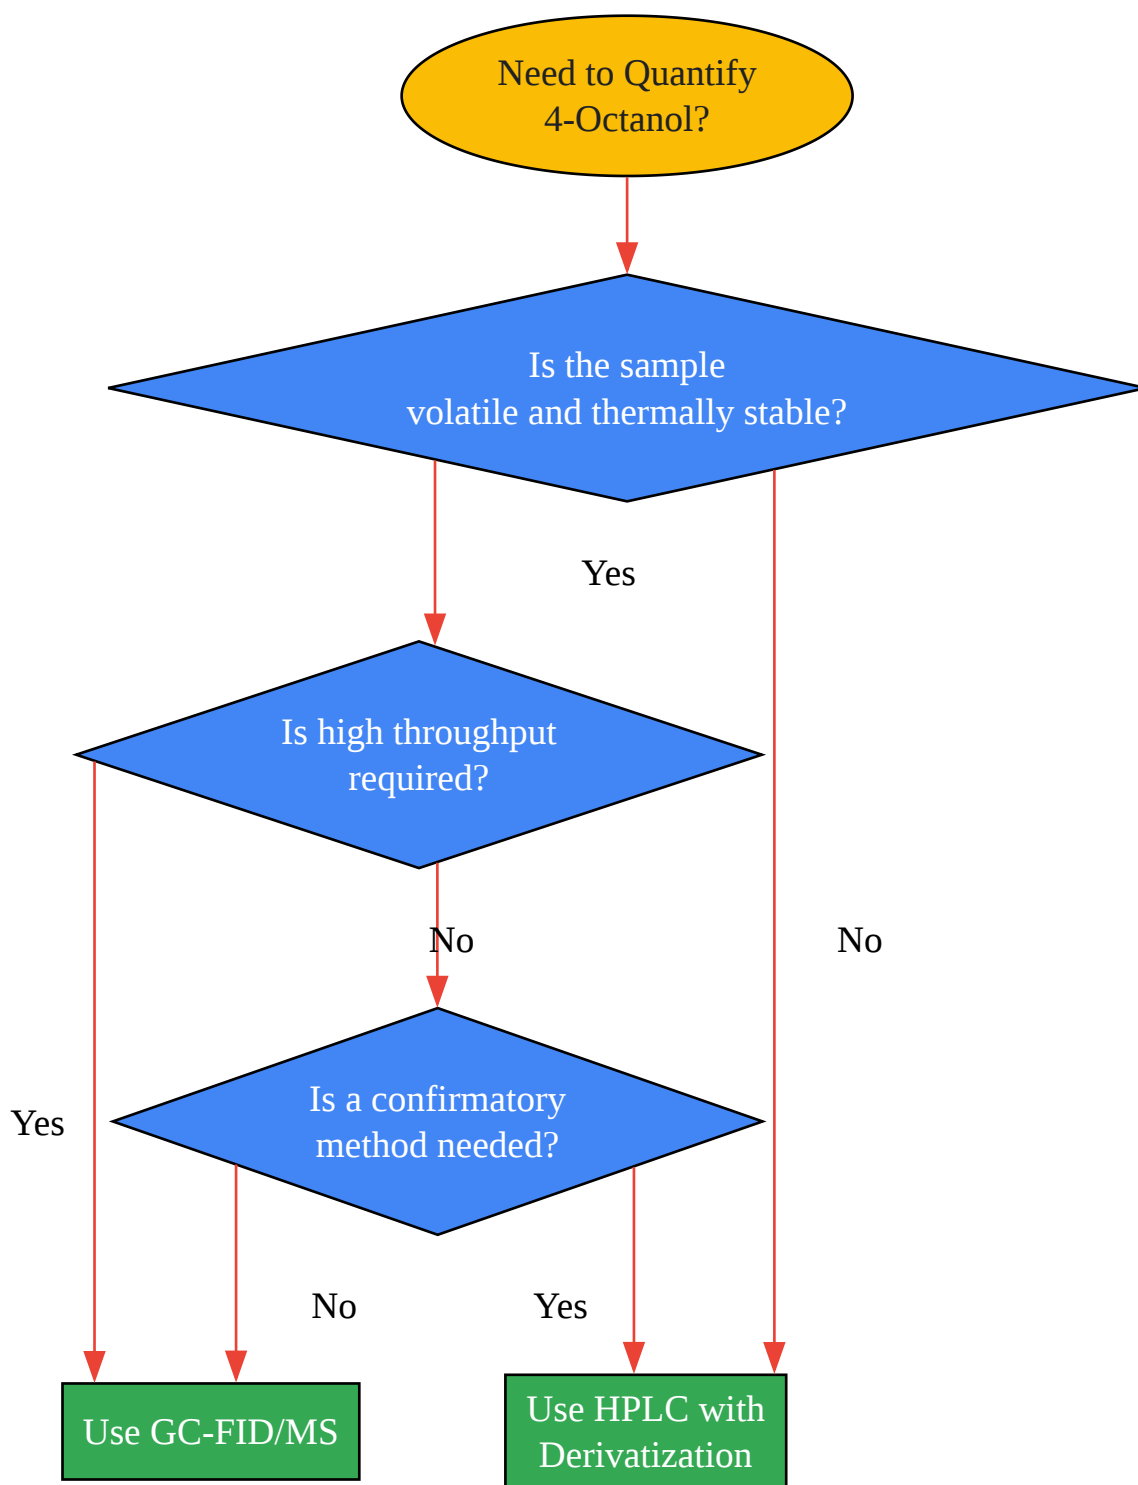 Need to Quantify
4-Octanol?
Is the sample
volatile and thermally stable?
Yes
Is high throughput
required?
No
No
Is a confirmatory
method needed?
Yes
No
Yes
Use GC-FID/MS
Use HPLC with
Derivatization